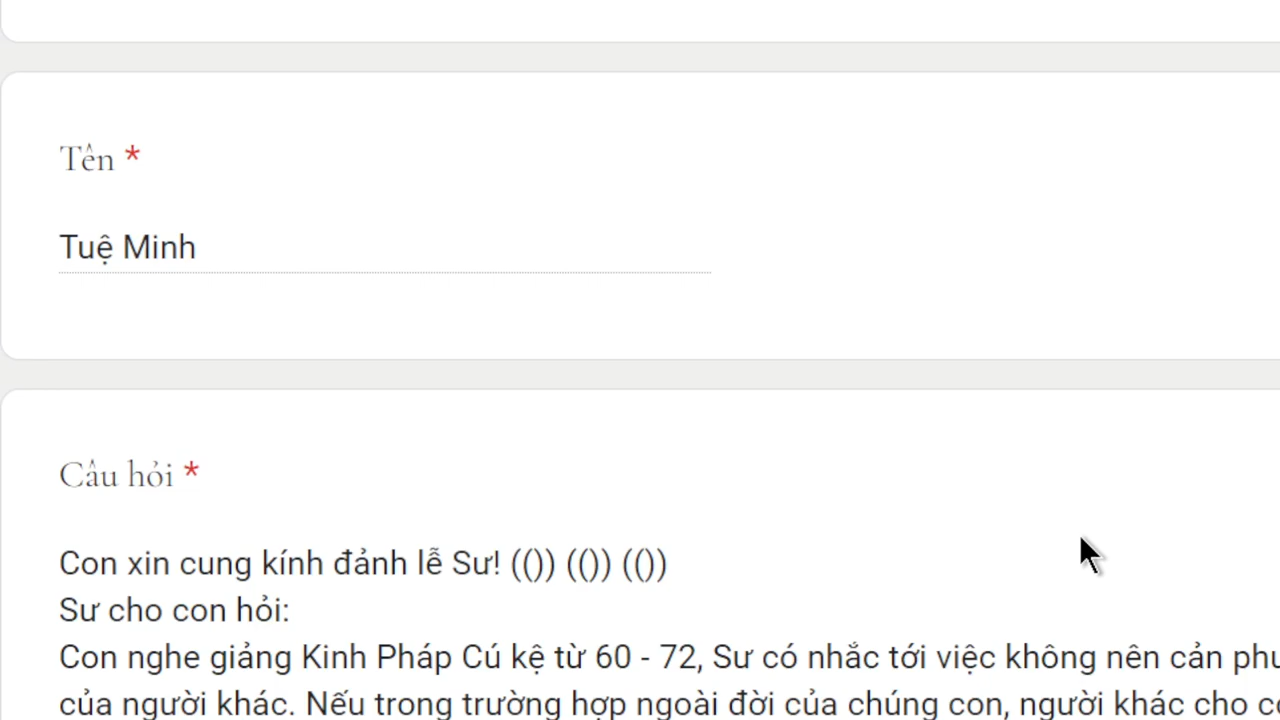 Tên *
Tuệ Minh
Câu hỏi *
Con xin cung kính đảnh lễ Sư! (()) (()) (())
Sư cho con hỏi:
Con nghe giảng Kinh Pháp Cú kệ từ 60 - 72, Sư có nhắc tới việc không nên cản
của người khác. Nếu trong trường hợp ngoài đời của chúng con, người khác cho